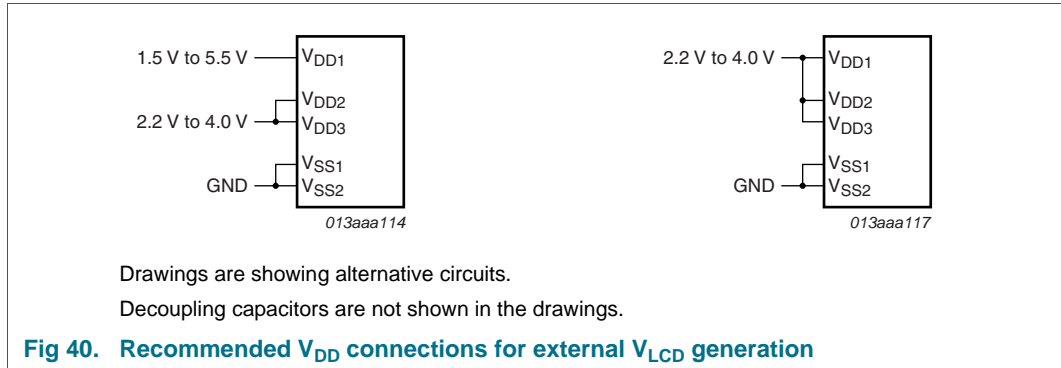 1.5 V to 5.5 V
VDD1
VDD2
2.2 V to 4.0 V
VDD3
VSS1
GND
VSS2
013aaa114
2.2 V to 4.0 V
VDD1
VDD2
VDD3
VSS1
GND
VSS2
013aaa117
Drawings are showing alternative circuits.
Decoupling capacitors are not shown in the drawings.
Fig 40. Recommended VDD connections for external VLCD generation